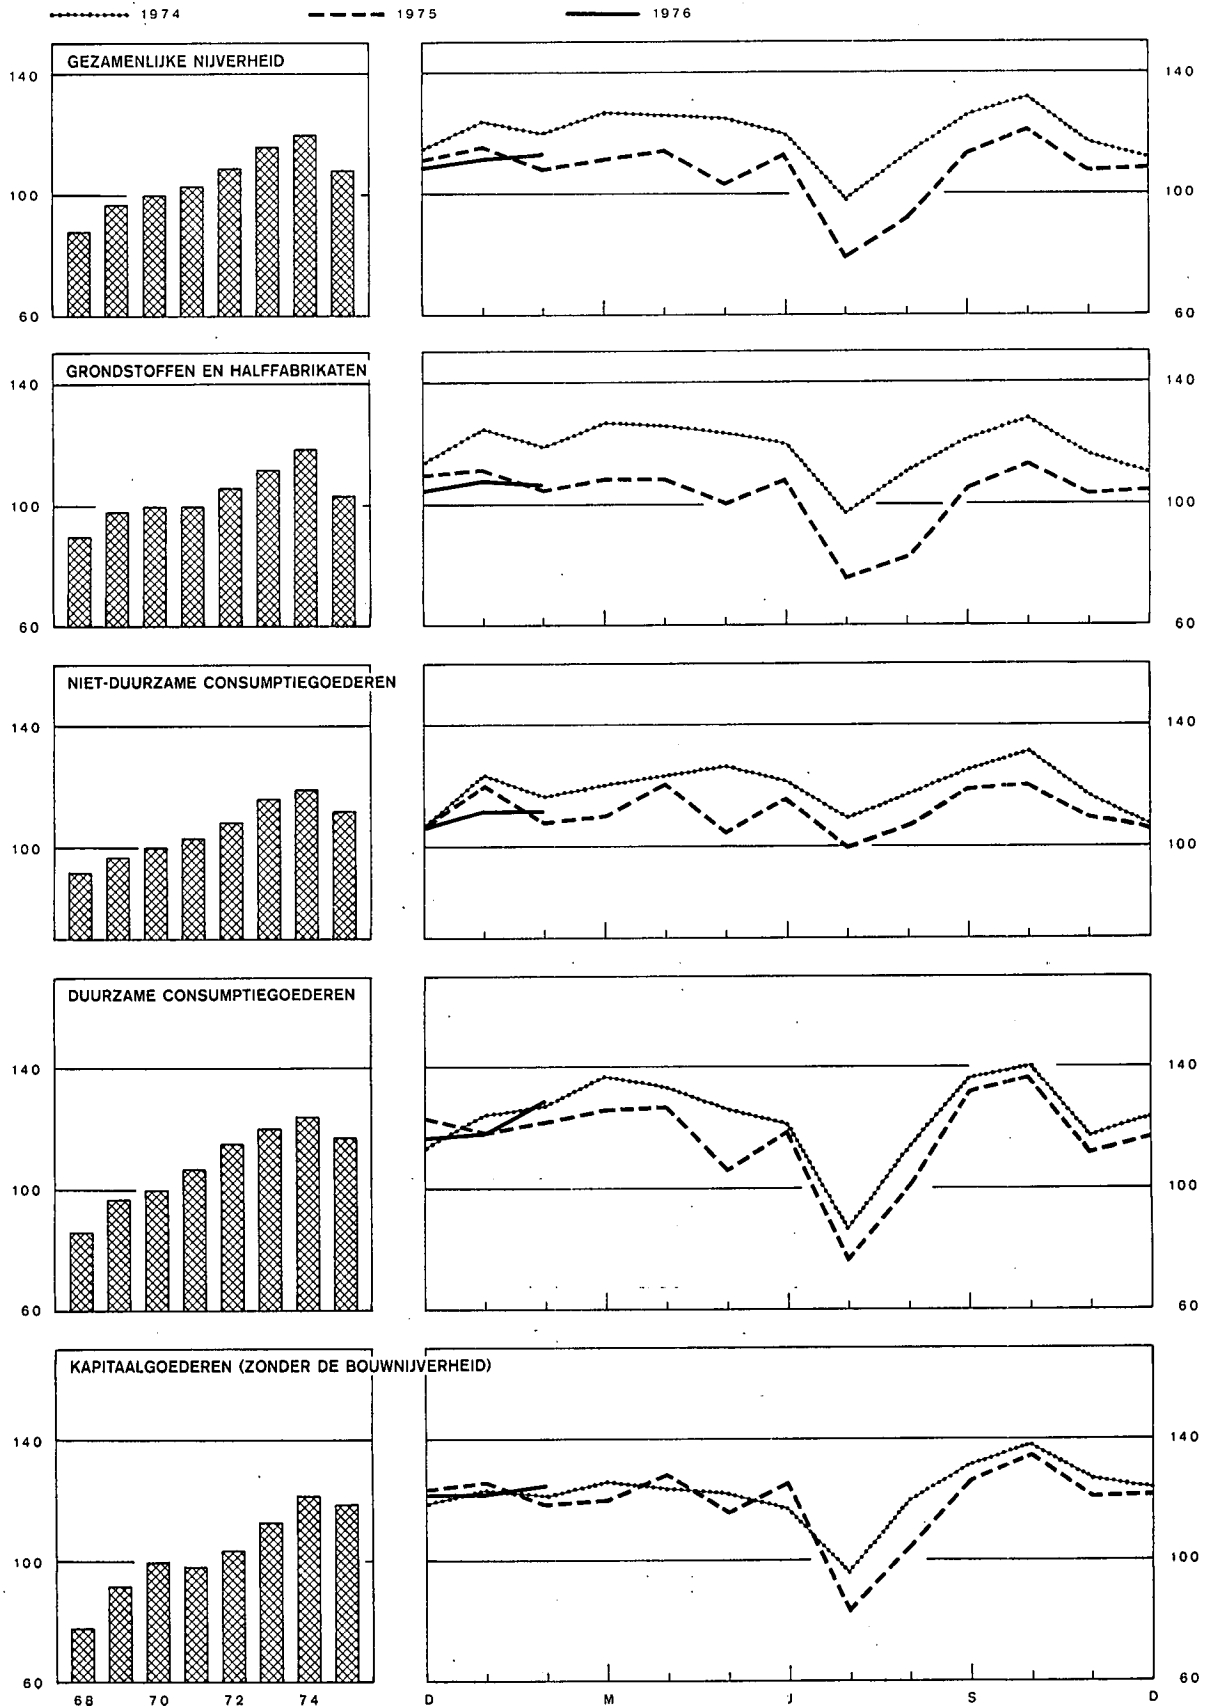 1974 1975 1976
GEZAMENLIJKE NIJVERHEID
140 140
100 100
60 60
GRONDSTOFFEN EN HALFFABRIKATEN
140 140
100 100
60 60
NIET-DUURZAME CONSUMPTIEGOEDEREN
140 140
100 100
DUURZAME CONSUMPTIEGOEDEREN
140 140
100 100
60 60
KAPITAALGOEDEREN (ZONDER DE BOUWNIJVERHEID)
140 140
100 100
60 60
68 70 72 74 D M J S D